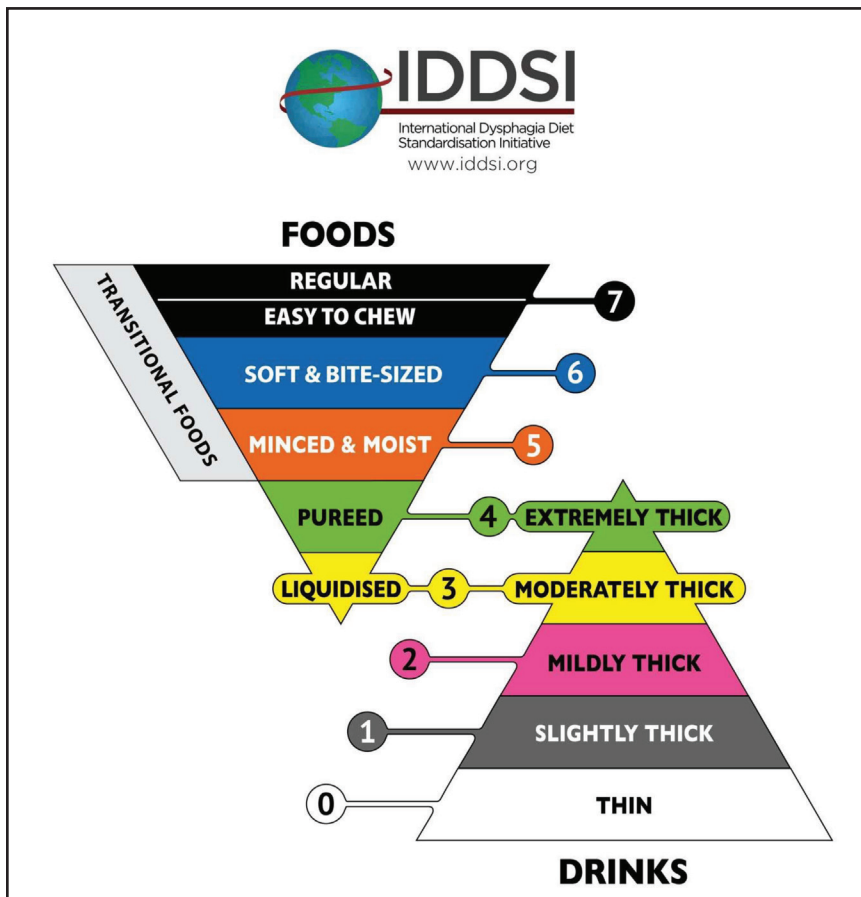 IDDSI
International Dysphagia Diet
Standardisation Initiative
www.iddsi.org
FOODS
TRANSITIONAL FOODS
REGULAR
EASY TO CHEW
7
SOFT & BITE-SIZED
6
MINCED & MOIST
5
PUREED
4
EXTREMELY THICK
LIQUIDISED
3
MODERATELY THICK
2
MILDLY THICK
1
SLIGHTLY THICK
0
THIN
DRINKS